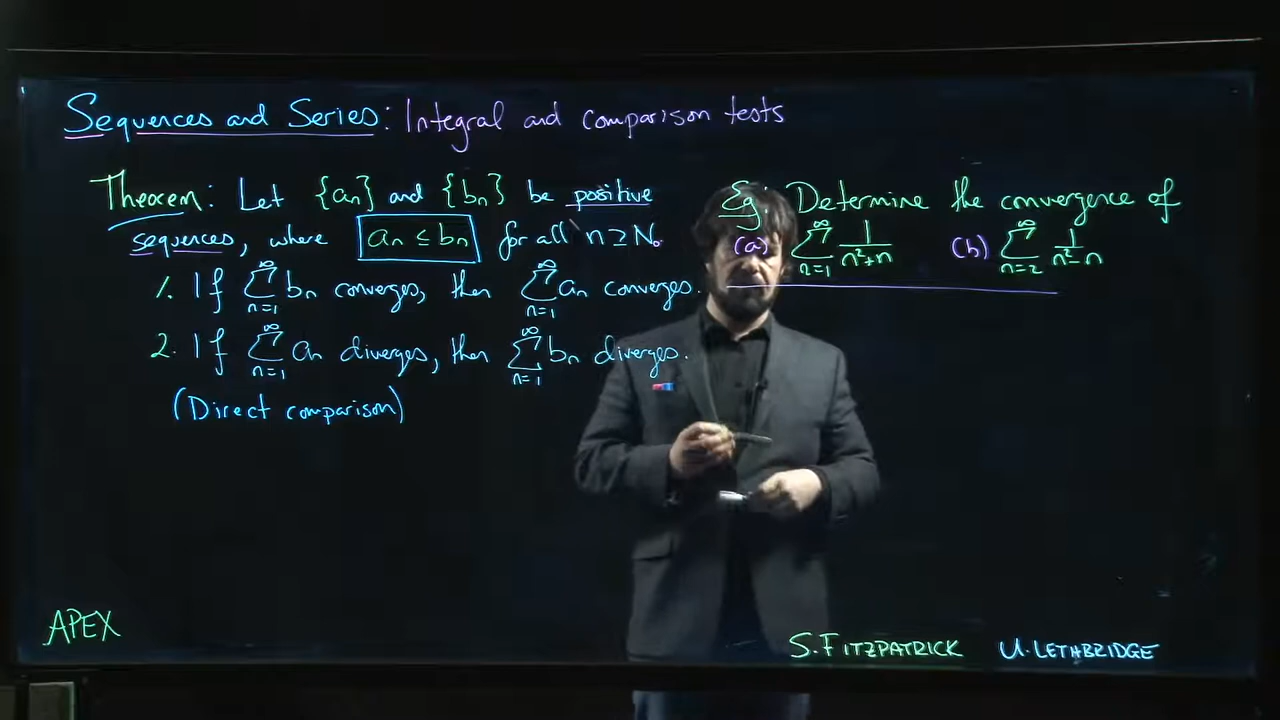 Sequences and Series: Integral and comparison tests
Theorem: Let {aₙ} and {bₙ} be positive
sequences, where aₙ ≤ bₙ for all n ≥ N₀.
1. If ∑_{n=1}^{∞} bₙ converges, then ∑_{n=1}^{∞} aₙ converges.
2. If ∑_{n=1}^{∞} aₙ diverges, then ∑_{n=1}^{∞} bₙ diverges.
(Direct comparison)
Eg: Determine the convergence of
(a) ∑_{n=1}^{∞} 1/(n²+n) (b) ∑_{n=2}^{∞} 1/(n²-n)
APEX
S. FITZPATRICK U. LETHBRIDGE